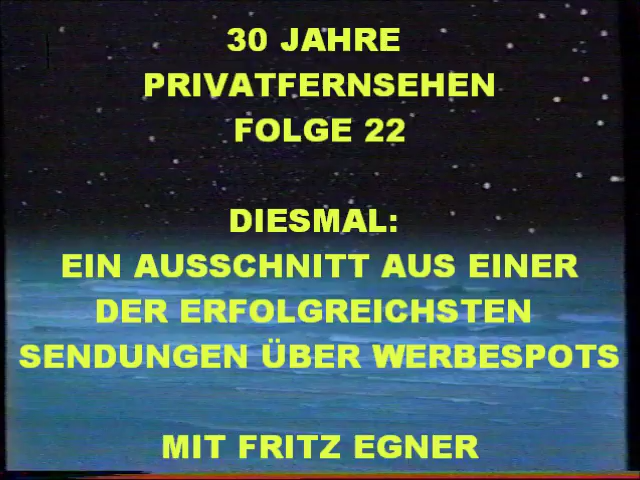 30 JAHRE
PRIVATFERNSEHEN
FOLGE 22
DIESMAL:
EIN AUSSCHNITT AUS EINER
DER ERFOLGREICHSTEN
SENDUNGEN ÜBER WERBESPOTS
MIT FRITZ EGNER